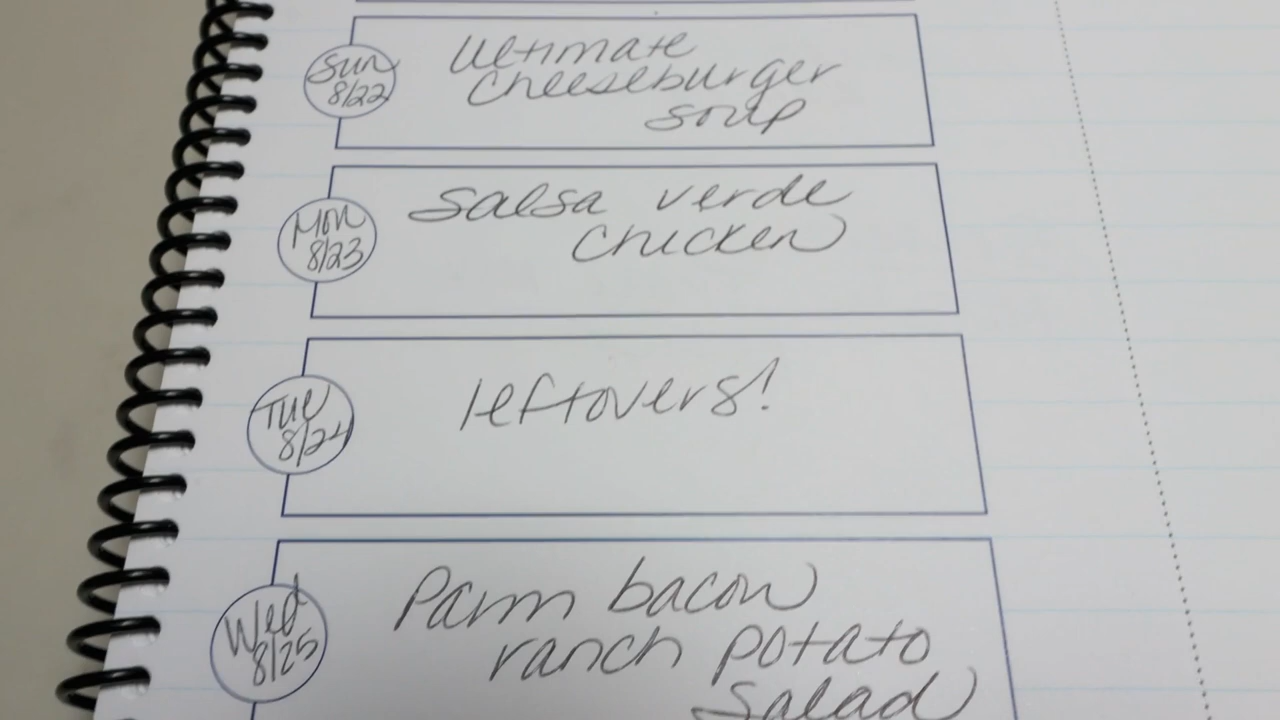 Sun
8/22
Ultimate
Cheeseburger
soup
Mon
8/23
Salsa verde
Chicken
Tue
8/24
leftovers!
Wed
8/25
Parm bacon
ranch potato
Salad